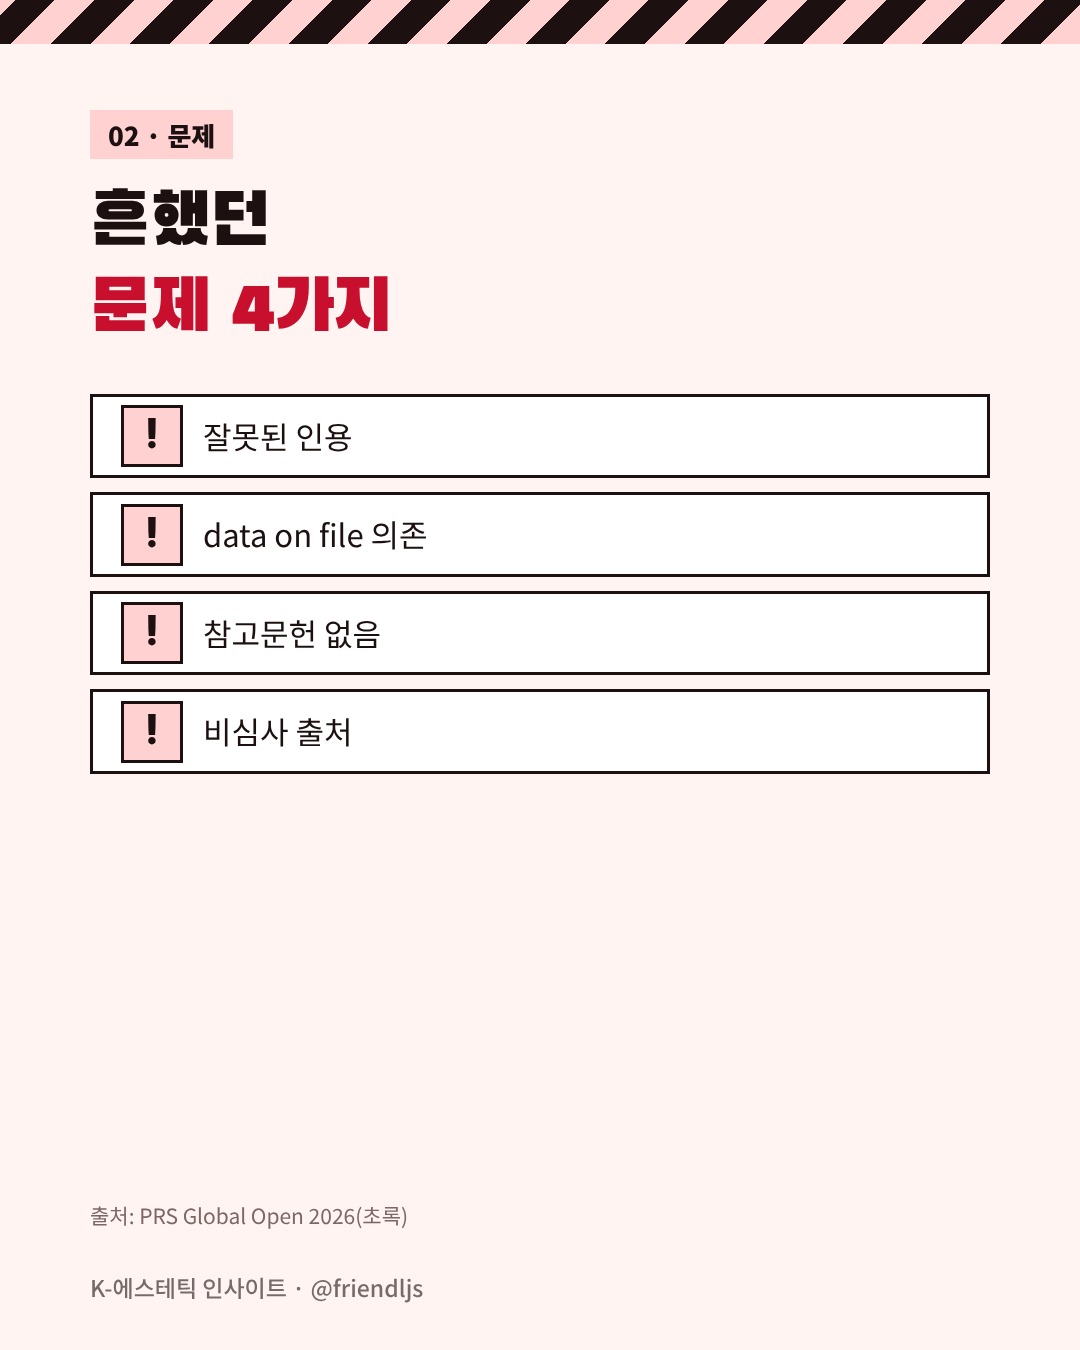 02 · 문제
흔했던
문제 4가지
! 잘못된 인용
! data on file 의존
! 참고문헌 없음
! 비심사 출처
출처: PRS Global Open 2026(초록)
K-에스테틱 인사이트 · @friendljs